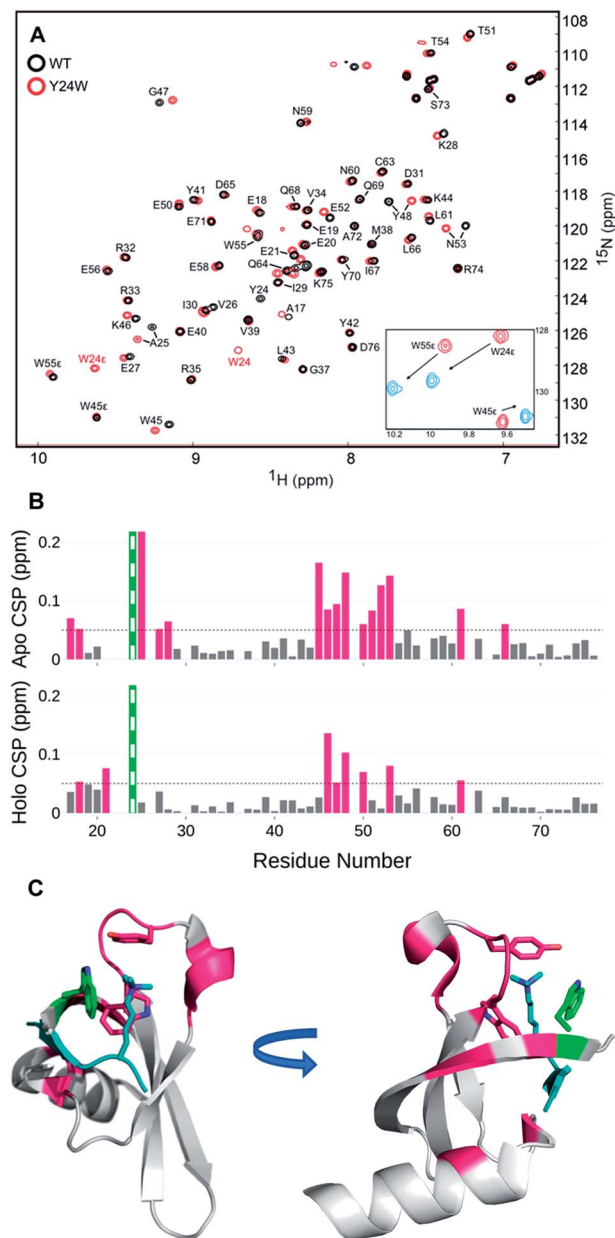 A
WT
Y24W
T54
T51
G47
S73
N59
K28
C63
N60
D31
Y41
D65
E18
Q68
V34
Q69
E50
E52
Y48
K44
E71
E19
A72
L61
N53
W55
E20
M38
R32
E21
L66
E56
E58
Q64
Y70
I67
R74
K75
I29
R33
I30
V26
Y24
A17
K46
A25
E40
V39
Y42
W24
W55ε
W24ε
E27
L43
D76
R35
G37
W45ε
W45
W55ε
W24ε
W45ε
128
130
10.2
10
9.8
9.6
108
110
112
114
116
118
120
122
124
126
128
130
132
¹⁵N (ppm)
10
9
8
7
¹H (ppm)
B
0.2
0.1
0
Apo CSP (ppm)
0.2
0.1
0
Holo CSP (ppm)
20
30
40
50
60
70
Residue Number
C